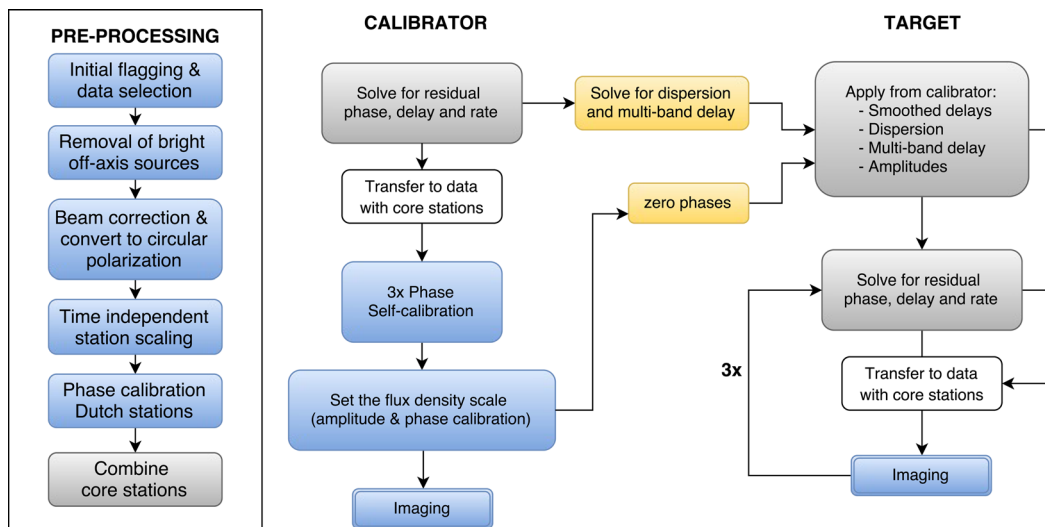 PRE-PROCESSING
Initial flagging &
data selection
Removal of bright
off-axis sources
Beam correction &
convert to circular
polarization
Time independent
station scaling
Phase calibration
Dutch stations
Combine
core stations
CALIBRATOR
Solve for residual
phase, delay and rate
Transfer to data
with core stations
3x Phase
Self-calibration
Set the flux density scale
(amplitude & phase calibration)
Imaging
Solve for dispersion
and multi-band delay
zero phases
TARGET
Apply from calibrator:
- Smoothed delays
- Dispersion
- Multi-band delay
- Amplitudes
Solve for residual
phase, delay and rate
3x
Transfer to data
with core stations
Imaging